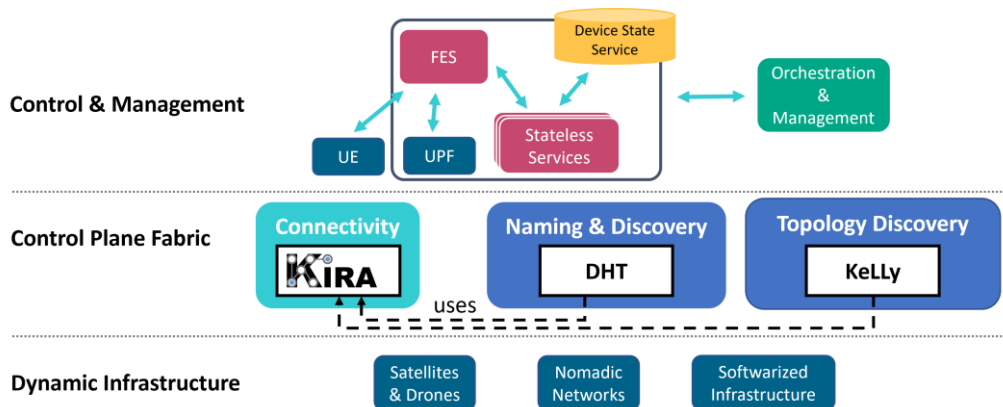 Device State
Service
FES
Orchestration
&
Management
Control & Management
Stateless
Services
UE
UPF
Connectivity
Naming & Discovery
Topology Discovery
Control Plane Fabric
KIRA
DHT
KeLLy
uses
Satellites
& Drones
Nomadic
Networks
Softwarized
Infrastructure
Dynamic Infrastructure